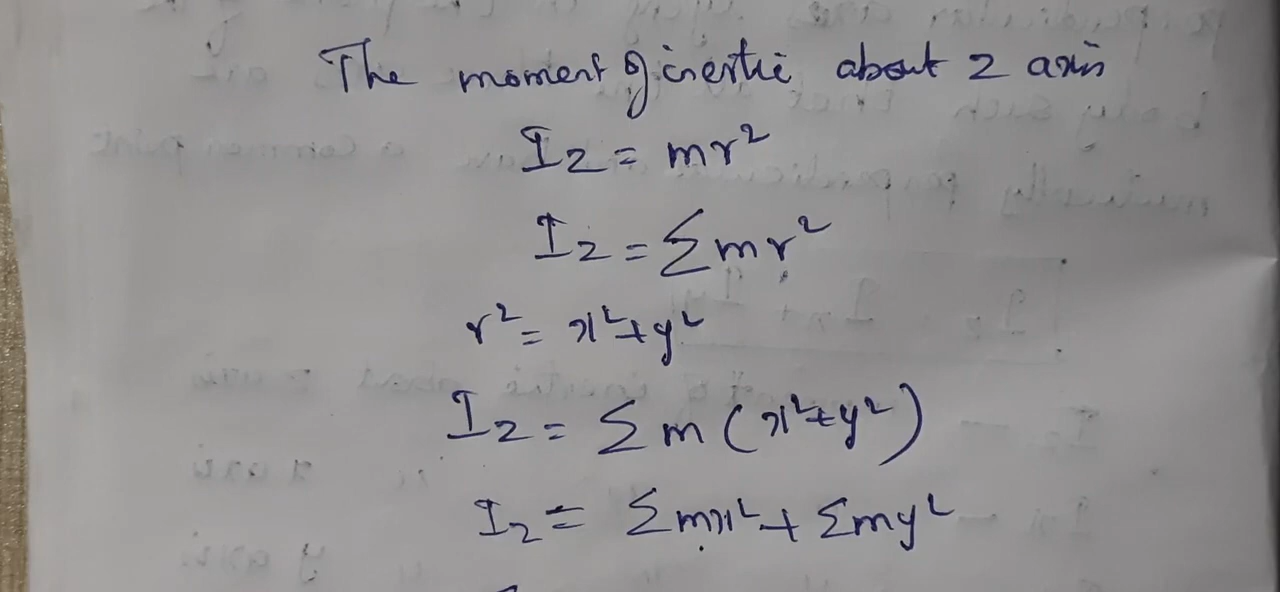 The moment of inertie about z axis
Iz = mr²
Iz = Σmr²
r² = x²+y²
Iz = Σm(x²+y²)
Iz = Σmx²+Σmy²